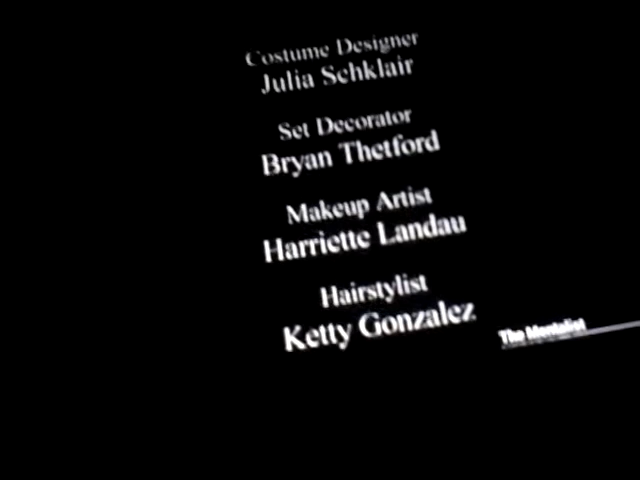 Costume Designer
Julia Schklair
Set Decorator
Bryan Thetford
Makeup Artist
Harriette Landau
Hairstylist
Ketty Gonzalez
The Mentalist